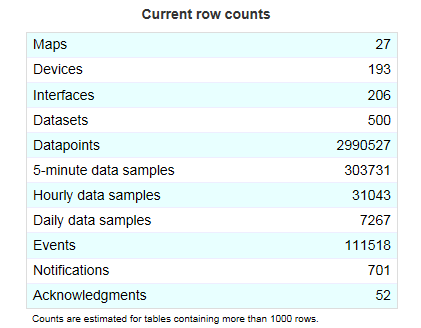 Current row counts
Maps 27
Devices 193
Interfaces 206
Datasets 500
Datapoints 2990527
5-minute data samples 303731
Hourly data samples 31043
Daily data samples 7267
Events 111518
Notifications 701
Acknowledgments 52
Counts are estimated for tables containing more than 1000 rows.